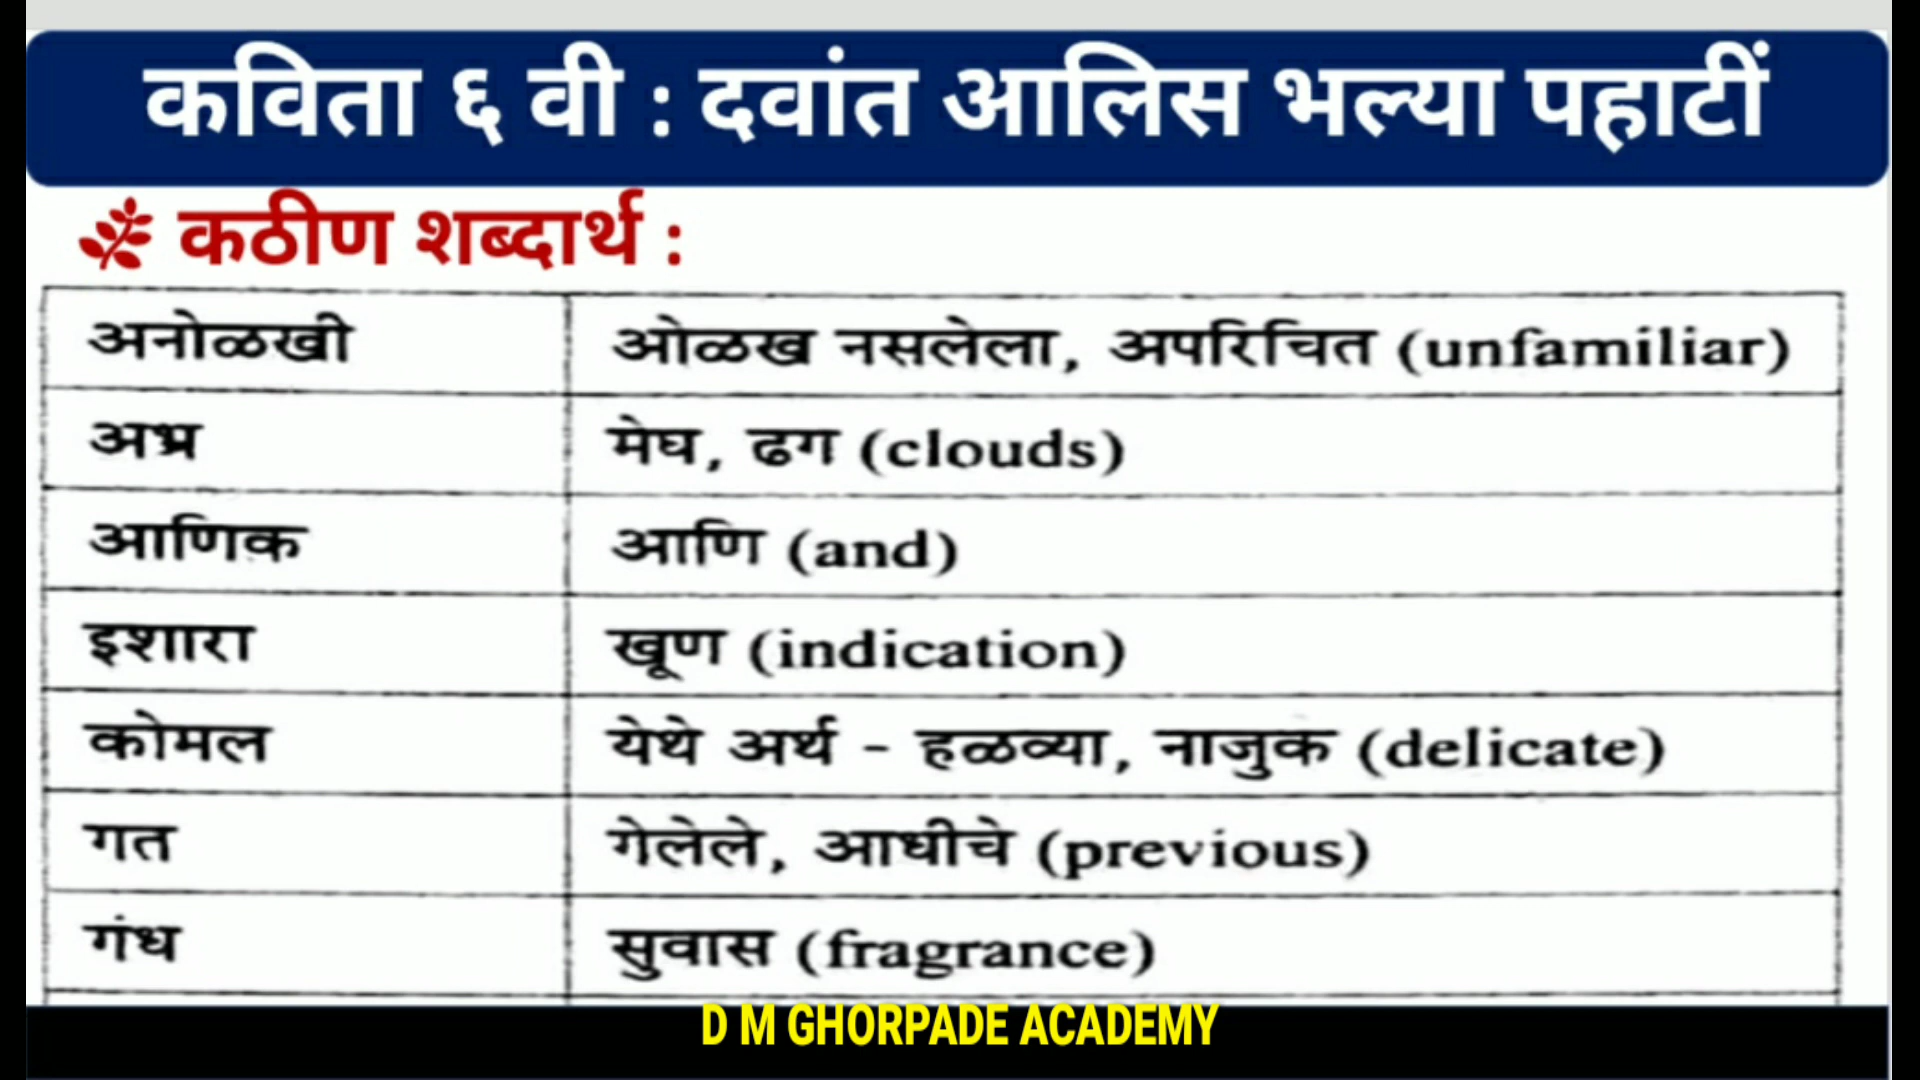 कविता ६ वी : दवांत आलिस भल्या पहाटीं
कठीण शब्दार्थ :
अनोळखी ओळख नसलेला, अपरिचित (unfamiliar)
अभ्र मेघ, ढग (clouds)
आणिक आणि (and)
इशारा खूण (indication)
कोमल येथे अर्थ - हळव्या, नाजुक (delicate)
गत गेलेले, आधीचे (previous)
गंध सुवास (fragrance)
D M GHORPADE ACADEMY